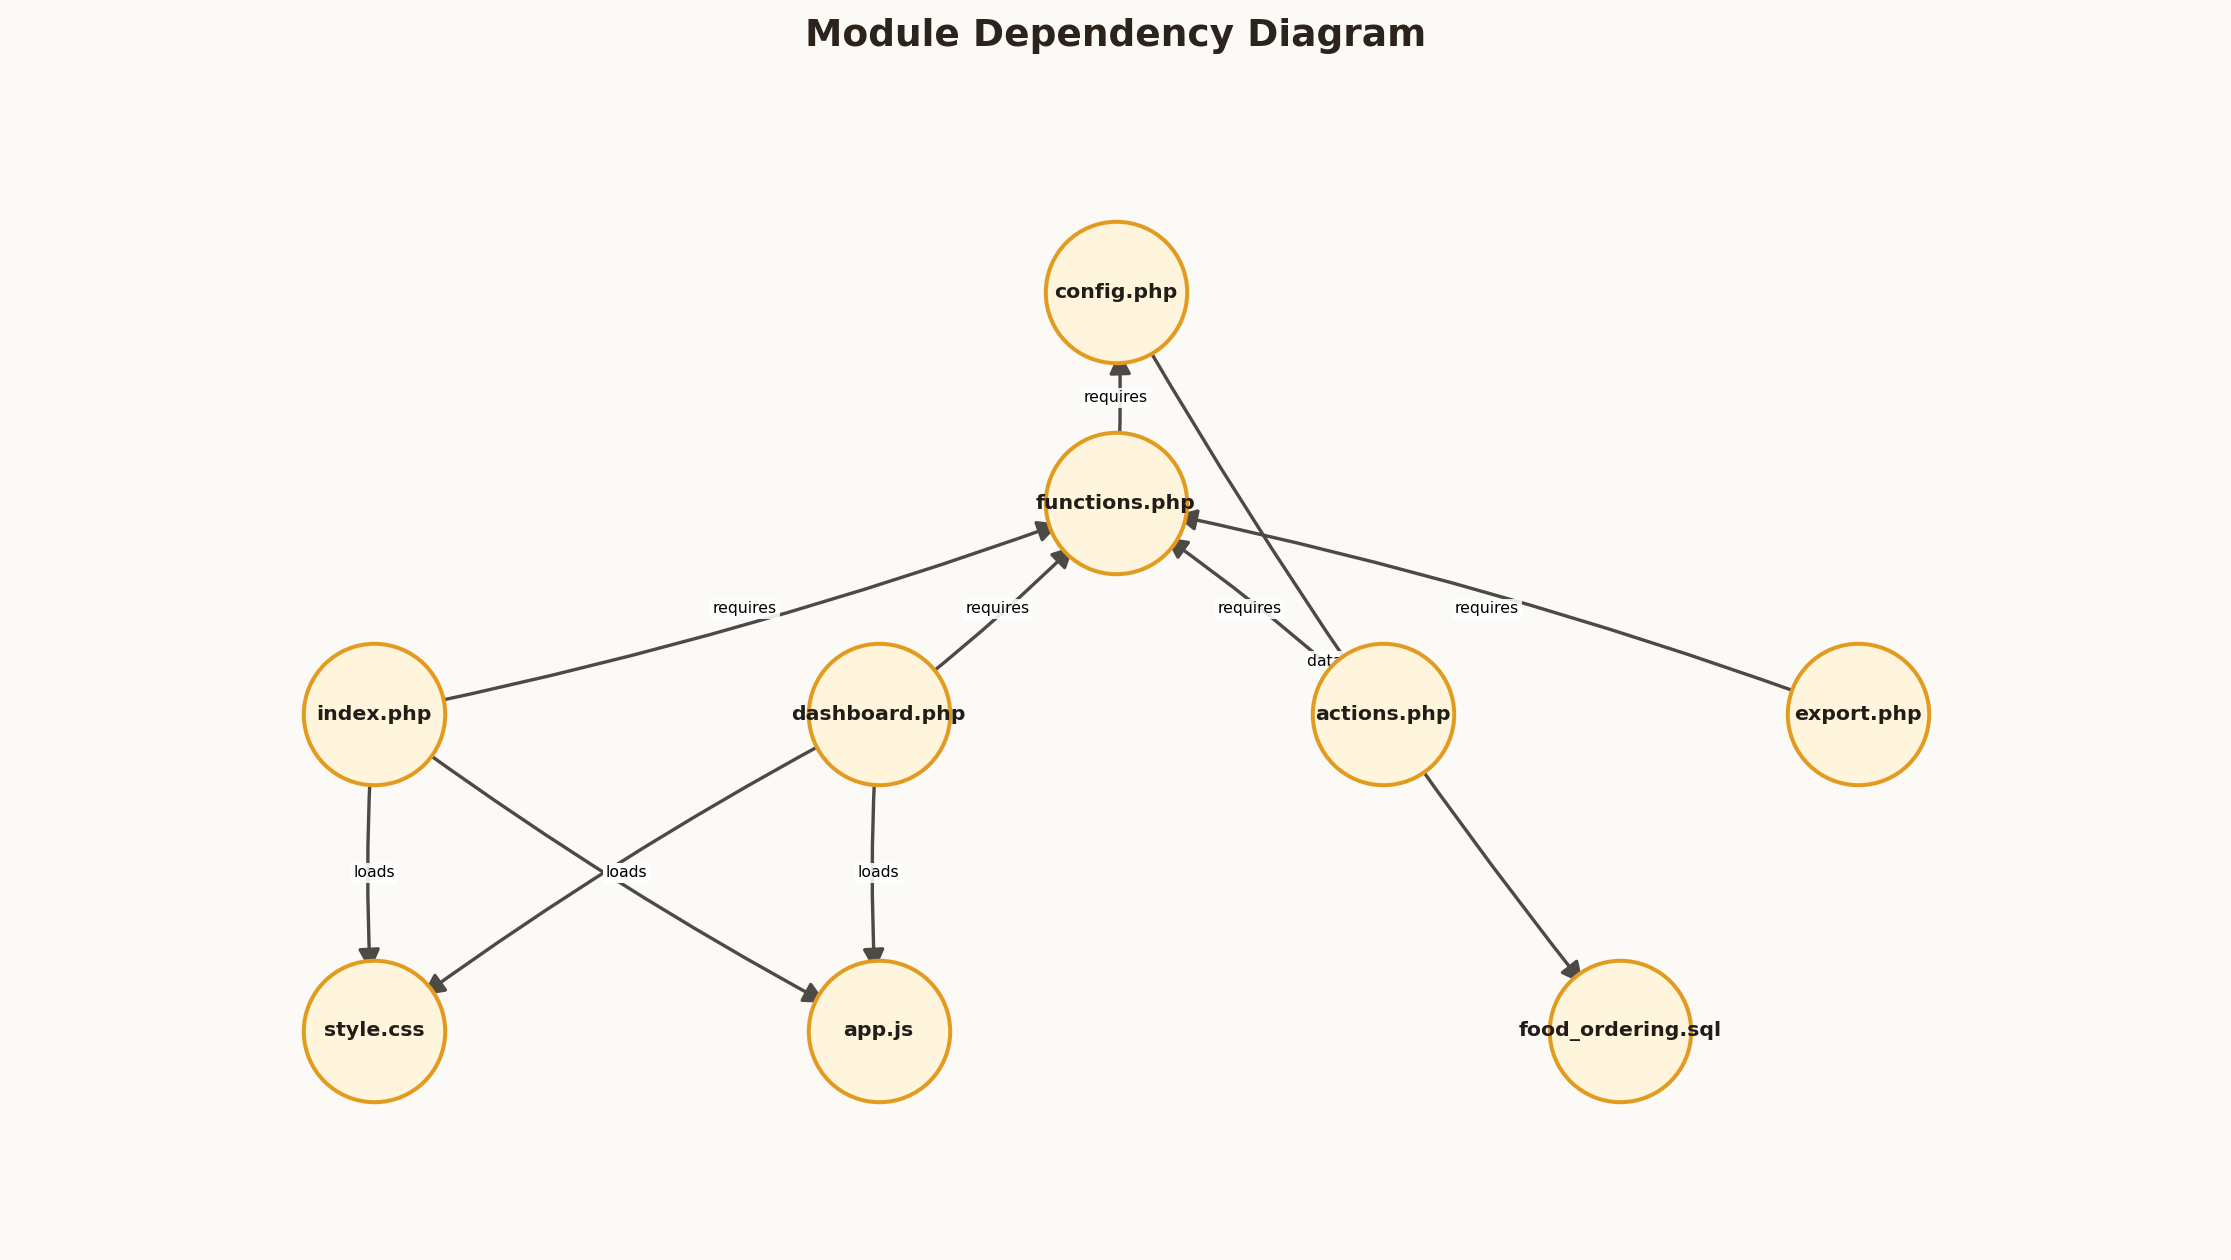 Module Dependency Diagram
config.php
requires
functions.php
requires
requires
requires
requires
index.php
dashboard.php
actions.php
export.php
loads
loads
loads
style.css
app.js
food_ordering.sql